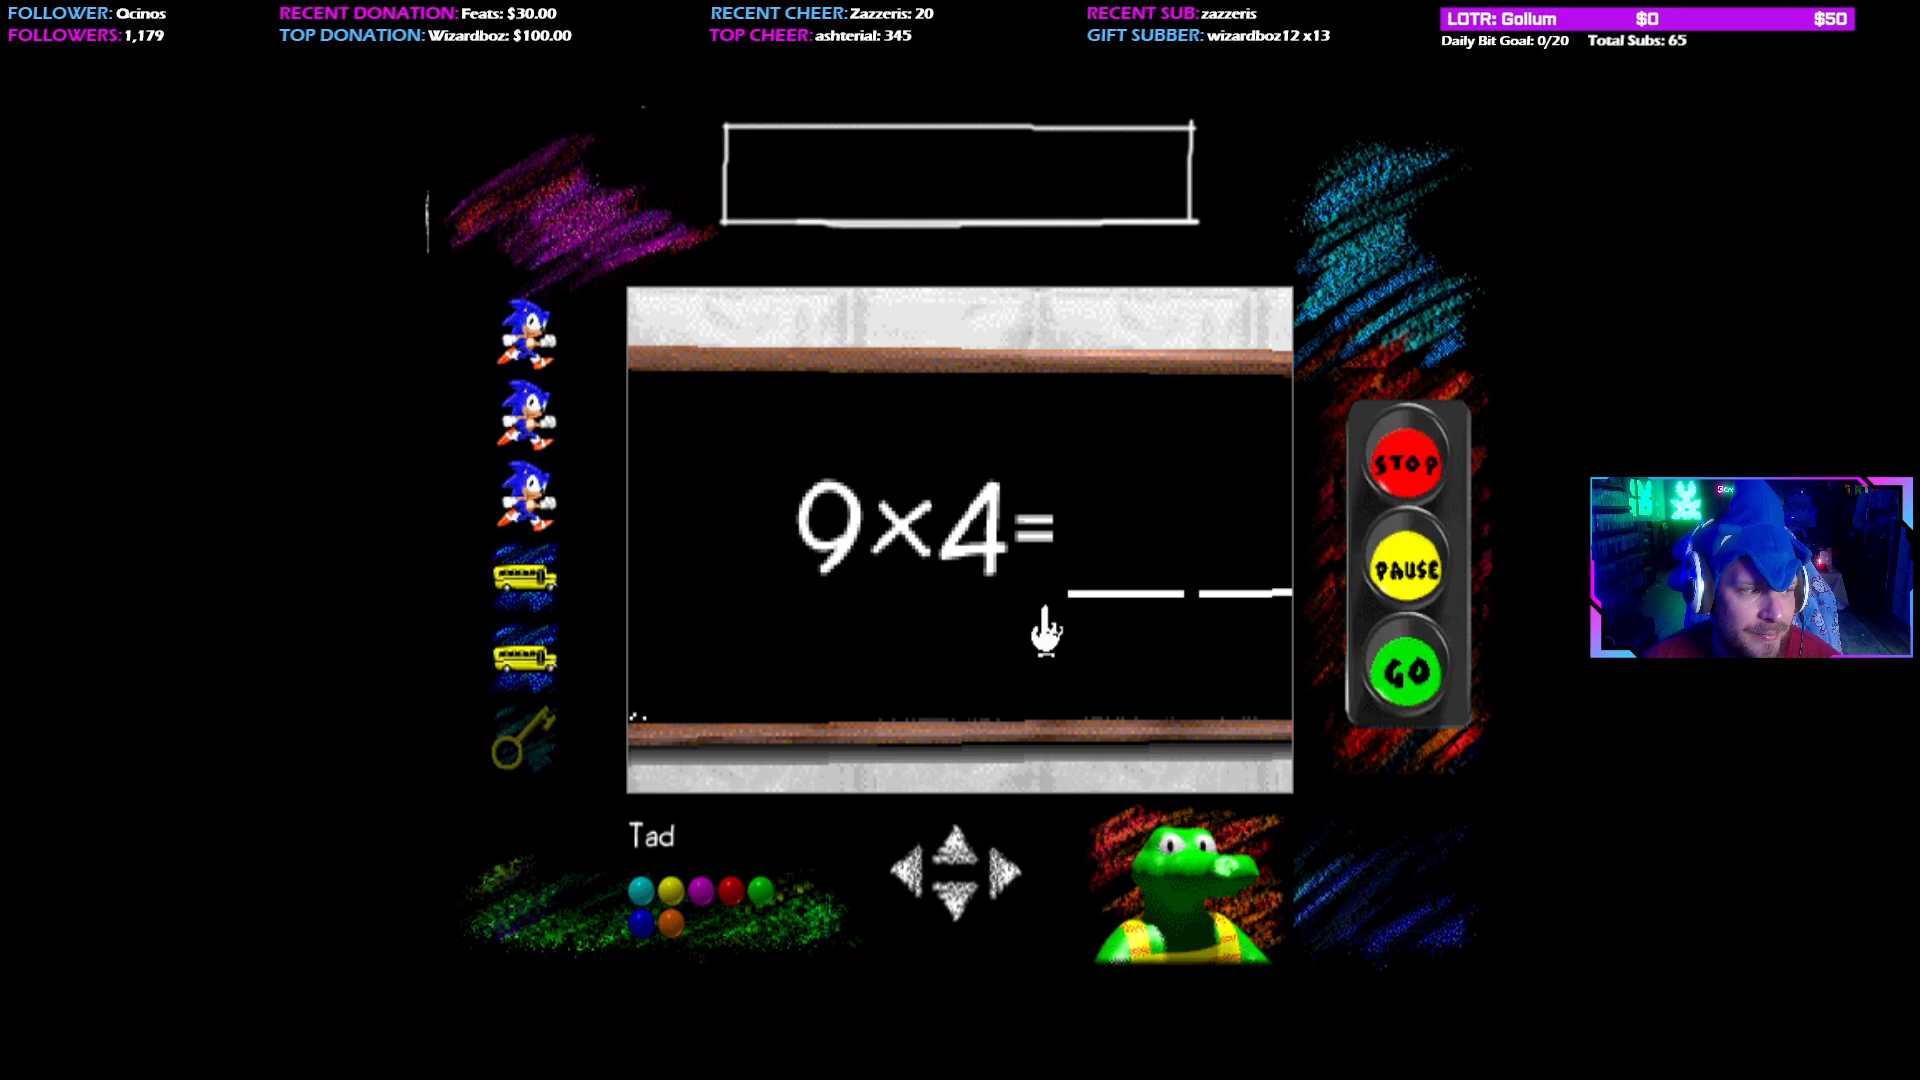 FOLLOWER: Ocinos
FOLLOWERS: 1,179
RECENT DONATION: Feats: $30.00
TOP DONATION: Wizardboz: $100.00
RECENT CHEER: Zazzeris: 20
TOP CHEER: ashterial: 345
RECENT SUB: zazzeris
GIFT SUBBER: wizardboz12 x13
LOTR: Gollum $0 $50
Daily Bit Goal: 0/20 Total Subs: 65
9×4=
STOP
PAUSE
GO
Tad